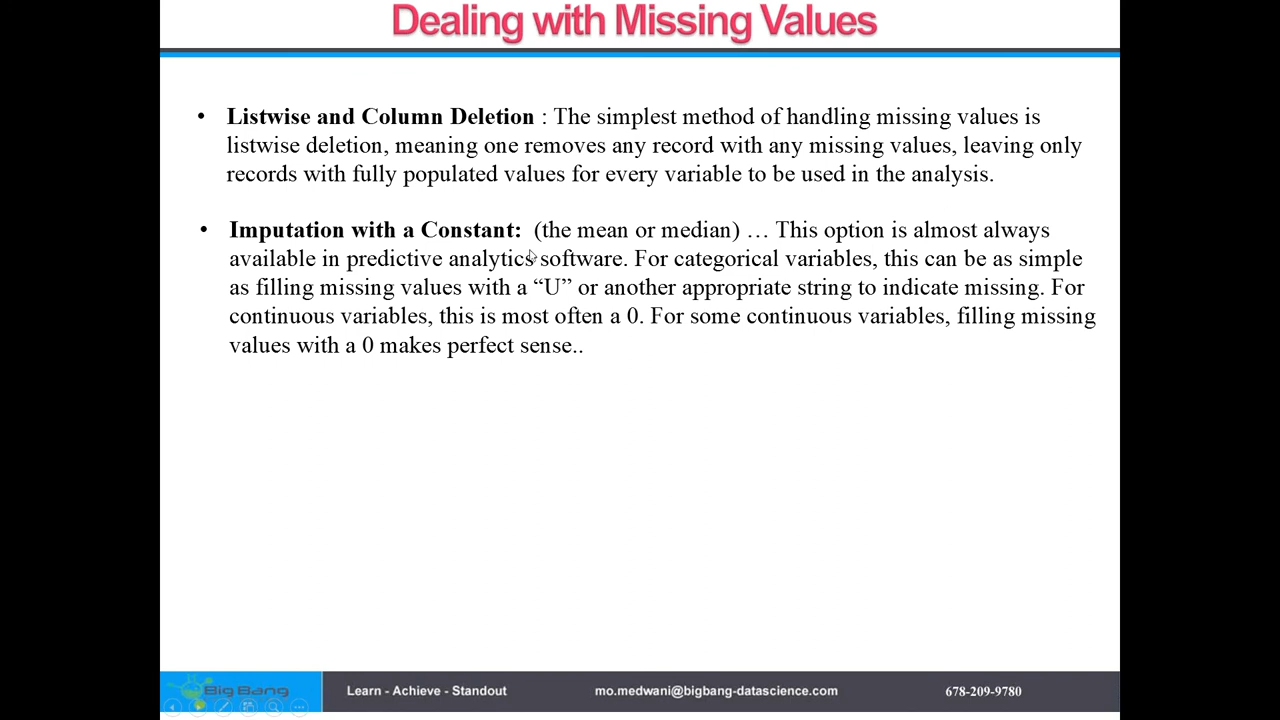 Dealing with Missing Values
• Listwise and Column Deletion : The simplest method of handling missing values is
listwise deletion, meaning one removes any record with any missing values, leaving only
records with fully populated values for every variable to be used in the analysis.
• Imputation with a Constant: (the mean or median) … This option is almost always
available in predictive analytics software. For categorical variables, this can be as simple
as filling missing values with a “U” or another appropriate string to indicate missing. For
continuous variables, this is most often a 0. For some continuous variables, filling missing
values with a 0 makes perfect sense..
Big Bang
Learn - Achieve - Standout
mo.medwani@bigbang-datascience.com
678-209-9780